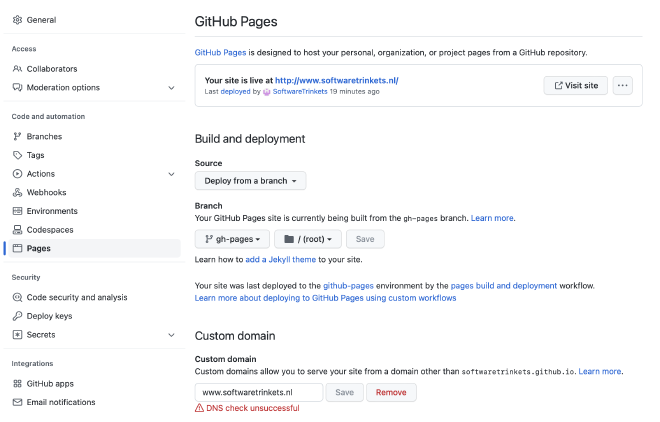 General
Access
Collaborators
Moderation options
Code and automation
Branches
Tags
Actions
Webhooks
Environments
Codespaces
Pages
Security
Code security and analysis
Deploy keys
Secrets
Integrations
GitHub apps
Email notifications
GitHub Pages
GitHub Pages is designed to host your personal, organization, or project pages from a GitHub repository.
Your site is live at http://www.softwaretrinkets.nl/
Last deployed by SoftwareTrinkets 19 minutes ago
Visit site
Build and deployment
Source
Deploy from a branch
Branch
Your GitHub Pages site is currently being built from the gh-pages branch. Learn more.
gh-pages / (root) Save
Learn how to add a Jekyll theme to your site.
Your site was last deployed to the github-pages environment by the pages build and deployment workflow.
Learn more about deploying to GitHub Pages using custom workflows
Custom domain
Custom domain
Custom domains allow you to serve your site from a domain other than softwaretrinkets.github.io. Learn more.
www.softwaretrinkets.nl Save Remove
DNS check unsuccessful